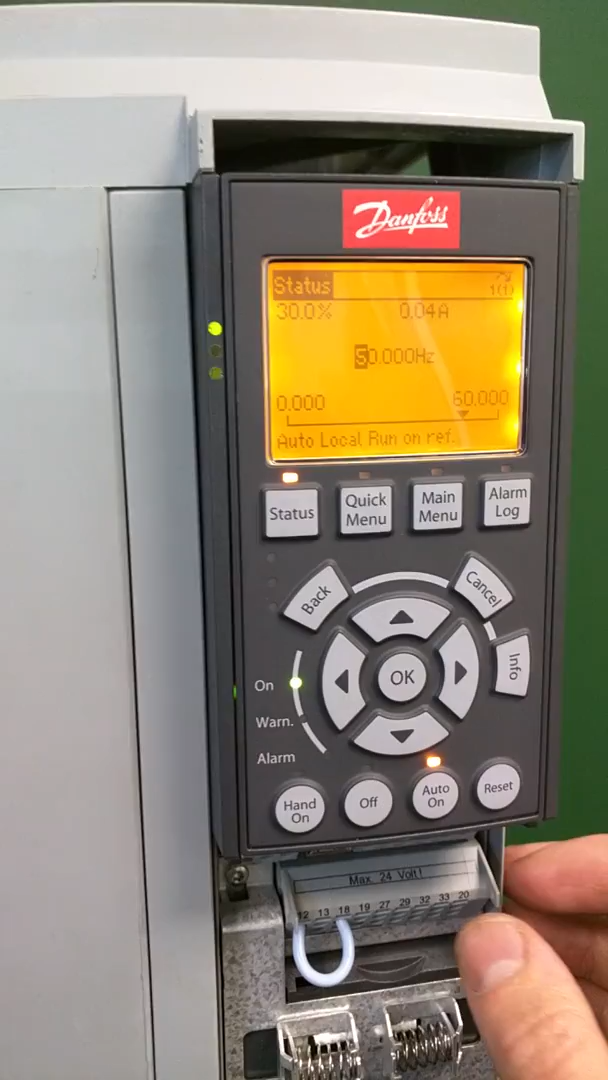 Danfoss
Status
1(1)
30.0% 0.04A
50.000Hz
0.000 60.000
Auto Local Run on ref.
Status
Quick Menu
Main Menu
Alarm Log
Back
Cancel
Info
OK
On
Warn.
Alarm
Hand On
Off
Auto On
Reset
Max. 24 Volt!
12 13 18 19 27 29 32 33 20